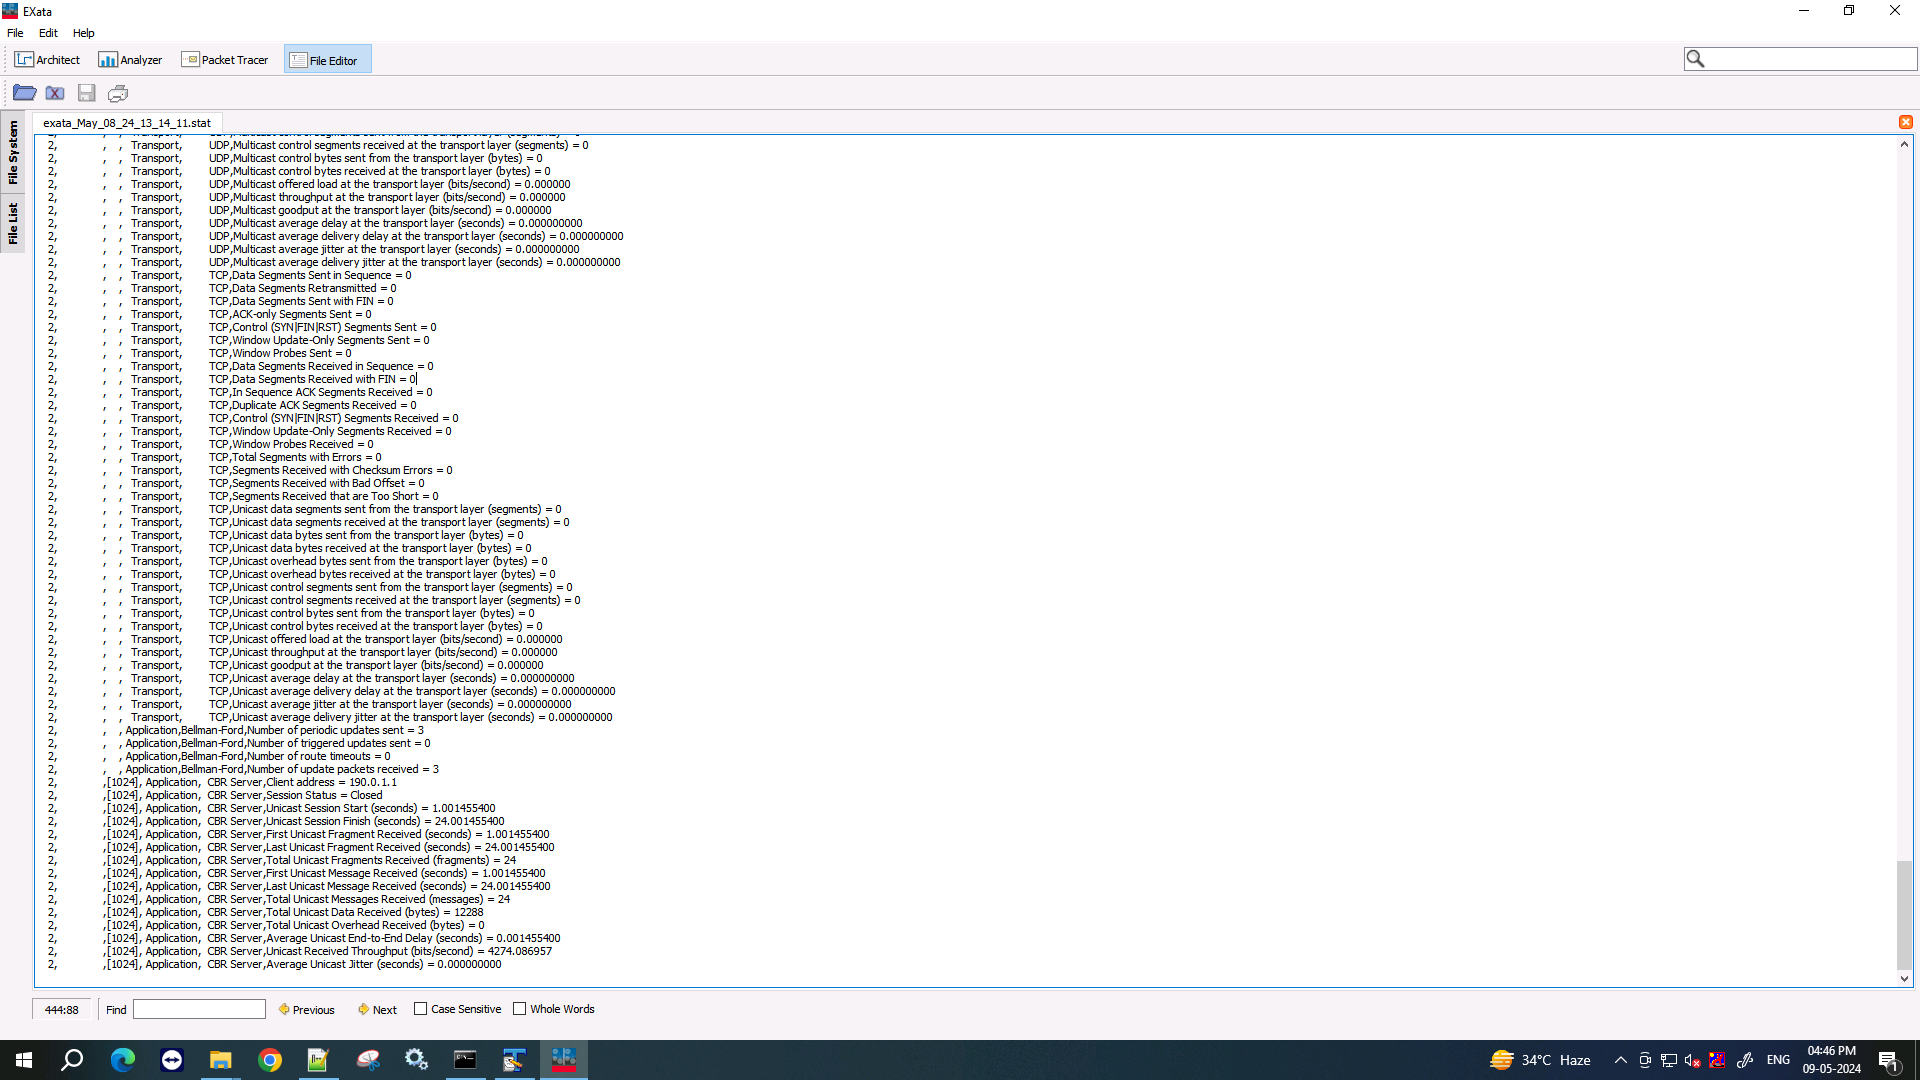 EXata
File Edit Help
Architect Analyzer Packet Tracer File Editor
File System
File List
exata_May_08_24_13_14_11.stat
2, , , Transport, UDP,Multicast control segments received at the transport layer (segments) = 0
2, , , Transport, UDP,Multicast control bytes sent from the transport layer (bytes) = 0
2, , , Transport, UDP,Multicast control bytes received at the transport layer (bytes) = 0
2, , , Transport, UDP,Multicast offered load at the transport layer (bits/second) = 0.000000
2, , , Transport, UDP,Multicast throughput at the transport layer (bits/second) = 0.000000
2, , , Transport, UDP,Multicast goodput at the transport layer (bits/second) = 0.000000
2, , , Transport, UDP,Multicast average delay at the transport layer (seconds) = 0.000000000
2, , , Transport, UDP,Multicast average delivery delay at the transport layer (seconds) = 0.000000000
2, , , Transport, UDP,Multicast average jitter at the transport layer (seconds) = 0.000000000
2, , , Transport, UDP,Multicast average delivery jitter at the transport layer (seconds) = 0.000000000
2, , , Transport, TCP,Data Segments Sent in Sequence = 0
2, , , Transport, TCP,Data Segments Retransmitted = 0
2, , , Transport, TCP,Data Segments Sent with FIN = 0
2, , , Transport, TCP,ACK-only Segments Sent = 0
2, , , Transport, TCP,Control (SYN|FIN|RST) Segments Sent = 0
2, , , Transport, TCP,Window Update-Only Segments Sent = 0
2, , , Transport, TCP,Window Probes Sent = 0
2, , , Transport, TCP,Data Segments Received in Sequence = 0
2, , , Transport, TCP,Data Segments Received with FIN = 0
2, , , Transport, TCP,In Sequence ACK Segments Received = 0
2, , , Transport, TCP,Duplicate ACK Segments Received = 0
2, , , Transport, TCP,Control (SYN|FIN|RST) Segments Received = 0
2, , , Transport, TCP,Window Update-Only Segments Received = 0
2, , , Transport, TCP,Window Probes Received = 0
2, , , Transport, TCP,Total Segments with Errors = 0
2, , , Transport, TCP,Segments Received with Checksum Errors = 0
2, , , Transport, TCP,Segments Received with Bad Offset = 0
2, , , Transport, TCP,Segments Received that are Too Short = 0
2, , , Transport, TCP,Unicast data segments sent from the transport layer (segments) = 0
2, , , Transport, TCP,Unicast data segments received at the transport layer (segments) = 0
2, , , Transport, TCP,Unicast data bytes sent from the transport layer (bytes) = 0
2, , , Transport, TCP,Unicast data bytes received at the transport layer (bytes) = 0
2, , , Transport, TCP,Unicast overhead bytes sent from the transport layer (bytes) = 0
2, , , Transport, TCP,Unicast overhead bytes received at the transport layer (bytes) = 0
2, , , Transport, TCP,Unicast control segments sent from the transport layer (segments) = 0
2, , , Transport, TCP,Unicast control segments received at the transport layer (segments) = 0
2, , , Transport, TCP,Unicast control bytes sent from the transport layer (bytes) = 0
2, , , Transport, TCP,Unicast control bytes received at the transport layer (bytes) = 0
2, , , Transport, TCP,Unicast offered load at the transport layer (bits/second) = 0.000000
2, , , Transport, TCP,Unicast throughput at the transport layer (bits/second) = 0.000000
2, , , Transport, TCP,Unicast goodput at the transport layer (bits/second) = 0.000000
2, , , Transport, TCP,Unicast average delay at the transport layer (seconds) = 0.000000000
2, , , Transport, TCP,Unicast average delivery delay at the transport layer (seconds) = 0.000000000
2, , , Transport, TCP,Unicast average jitter at the transport layer (seconds) = 0.000000000
2, , , Transport, TCP,Unicast average delivery jitter at the transport layer (seconds) = 0.000000000
2, , , Application,Bellman-Ford,Number of periodic updates sent = 3
2, , , Application,Bellman-Ford,Number of triggered updates sent = 0
2, , , Application,Bellman-Ford,Number of route timeouts = 0
2, , , Application,Bellman-Ford,Number of update packets received = 3
2, ,[1024], Application, CBR Server,Client address = 190.0.1.1
2, ,[1024], Application, CBR Server,Session Status = Closed
2, ,[1024], Application, CBR Server,Unicast Session Start (seconds) = 1.001455400
2, ,[1024], Application, CBR Server,Unicast Session Finish (seconds) = 24.001455400
2, ,[1024], Application, CBR Server,First Unicast Fragment Received (seconds) = 1.001455400
2, ,[1024], Application, CBR Server,Last Unicast Fragment Received (seconds) = 24.001455400
2, ,[1024], Application, CBR Server,Total Unicast Fragments Received (fragments) = 24
2, ,[1024], Application, CBR Server,First Unicast Message Received (seconds) = 1.001455400
2, ,[1024], Application, CBR Server,Last Unicast Message Received (seconds) = 24.001455400
2, ,[1024], Application, CBR Server,Total Unicast Messages Received (messages) = 24
2, ,[1024], Application, CBR Server,Total Unicast Data Received (bytes) = 12288
2, ,[1024], Application, CBR Server,Total Unicast Overhead Received (bytes) = 0
2, ,[1024], Application, CBR Server,Average Unicast End-to-End Delay (seconds) = 0.001455400
2, ,[1024], Application, CBR Server,Unicast Received Throughput (bits/second) = 4274.086957
2, ,[1024], Application, CBR Server,Average Unicast Jitter (seconds) = 0.000000000
444:88 Find Previous Next Case Sensitive Whole Words
34°C Haze ENG 04:46 PM
09-05-2024
1